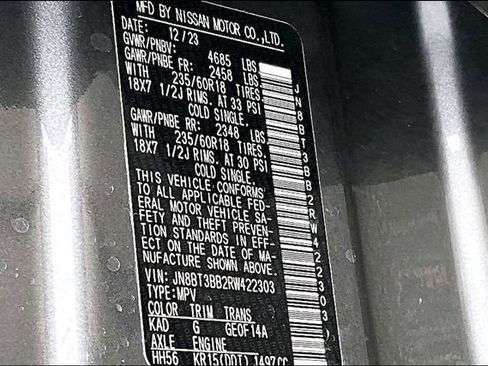 MFD BY NISSAN MOTOR CO.,LTD.
DATE: 12/23
GVWR/PNBV: 4685 LBS
GAWR/PNBE FR: 2458 LBS
WITH 235/60R18 TIRES
18X7 1/2J RIMS, AT 33 PSI
COLD SINGLE.
GAWR/PNBE RR: 2348 LBS
WITH 235/60R18 TIRES,
18X7 1/2J RIMS, AT 30 PSI
COLD SINGLE.
THIS VEHICLE CONFORMS
TO ALL APPLICABLE FED-
ERAL MOTOR VEHICLE SA-
FETY AND THEFT PREVEN-
TION STANDARDS IN EFF-
ECT ON THE DATE OF MA-
NUFACTURE SHOWN ABOVE.
VIN: JN8BT3BB2RW422303
TYPE:MPV
COLOR TRIM TRANS
KAD G GE0F14A
AXLE ENGINE
HH56 KR15(DDT) 1497CC
JN8BT3BB2RW422303